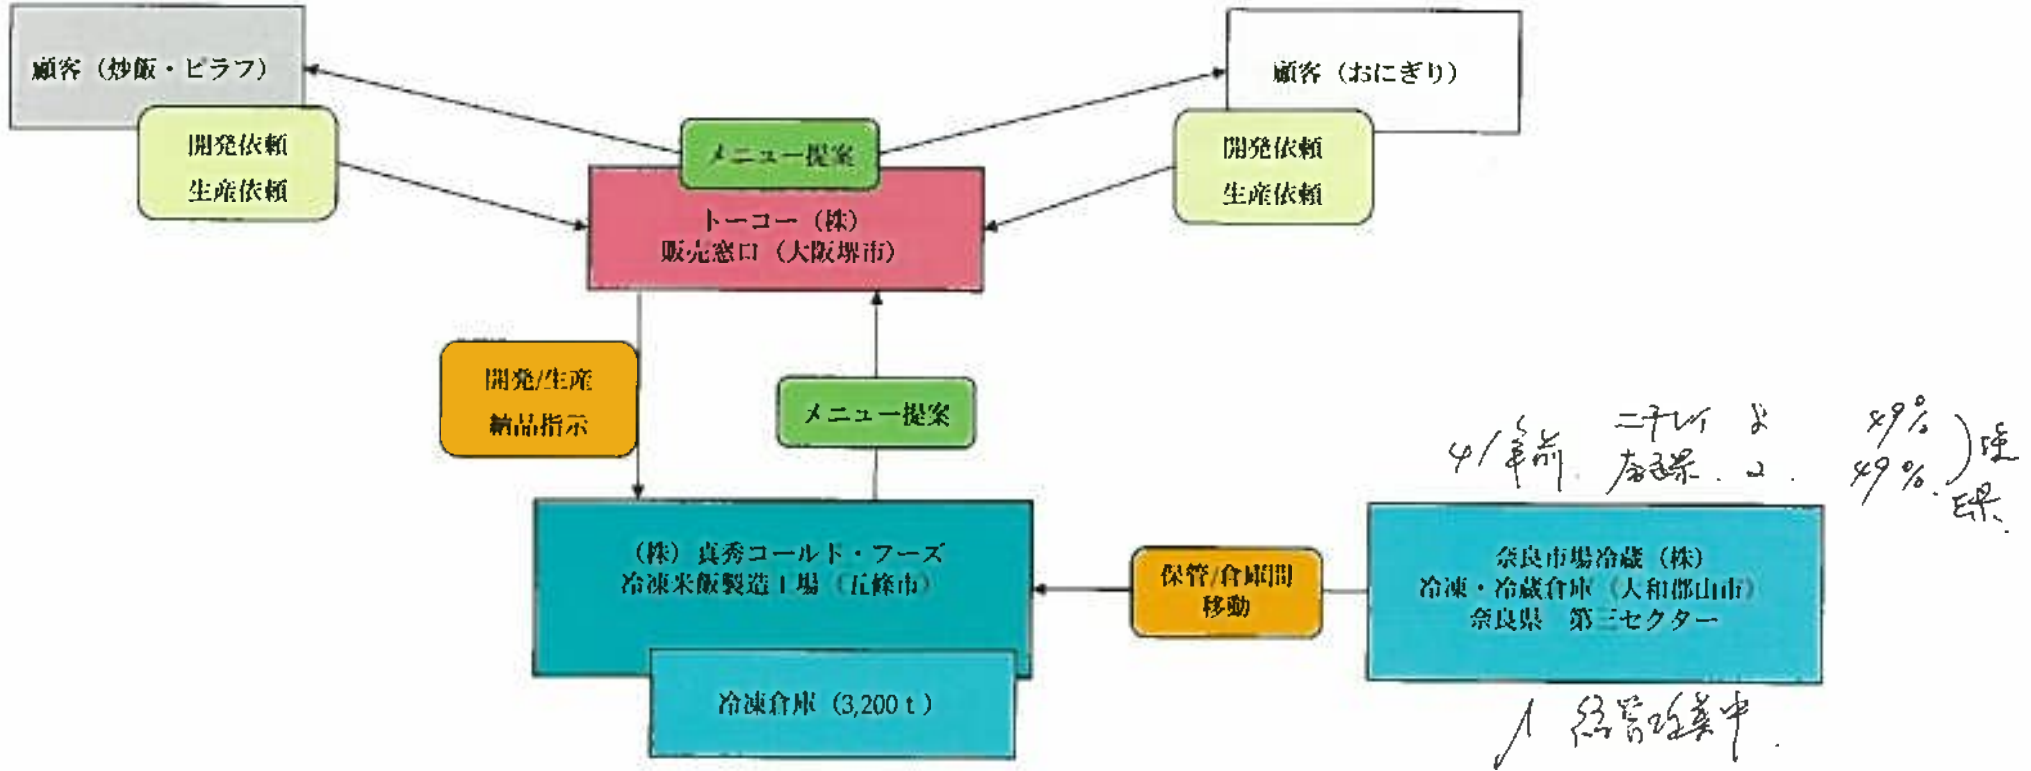 顧客（炒飯・ピラフ）
顧客（おにぎり）
開発依頼
生産依頼
メニュー提案
開発依頼
生産依頼
トーコー（株）
販売窓口（大阪堺市）
開発/生産
納品指示
メニュー提案
ニチレイ 49%
49%
（株）真秀コールド・フーズ
冷凍米飯製造工場（五條市）
保管/倉庫間
移動
奈良市場冷蔵（株）
冷凍・冷蔵倉庫（大和郡山市）
奈良県　第三セクター
冷凍倉庫（3,200ｔ）